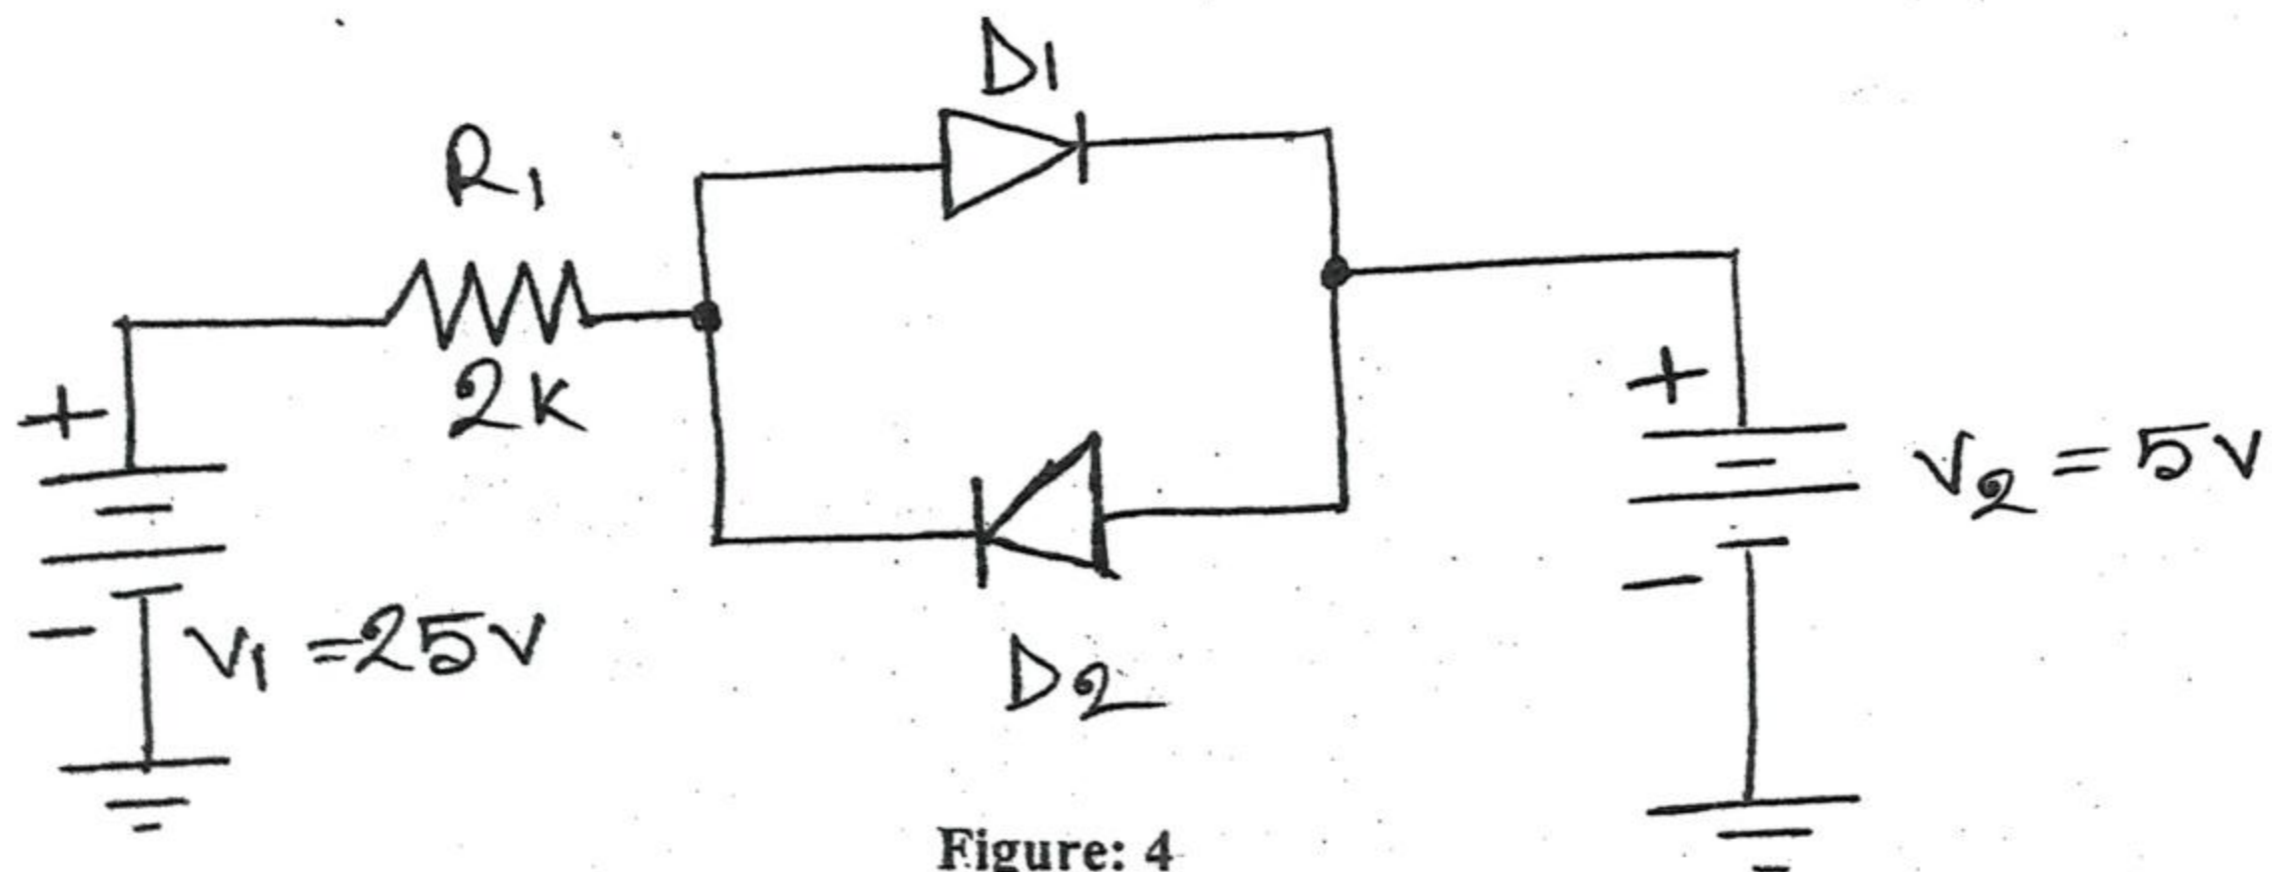 D1
R1
2K
+
+
V2 = 5V
-
-
V1 = 25V
D2
Figure: 4